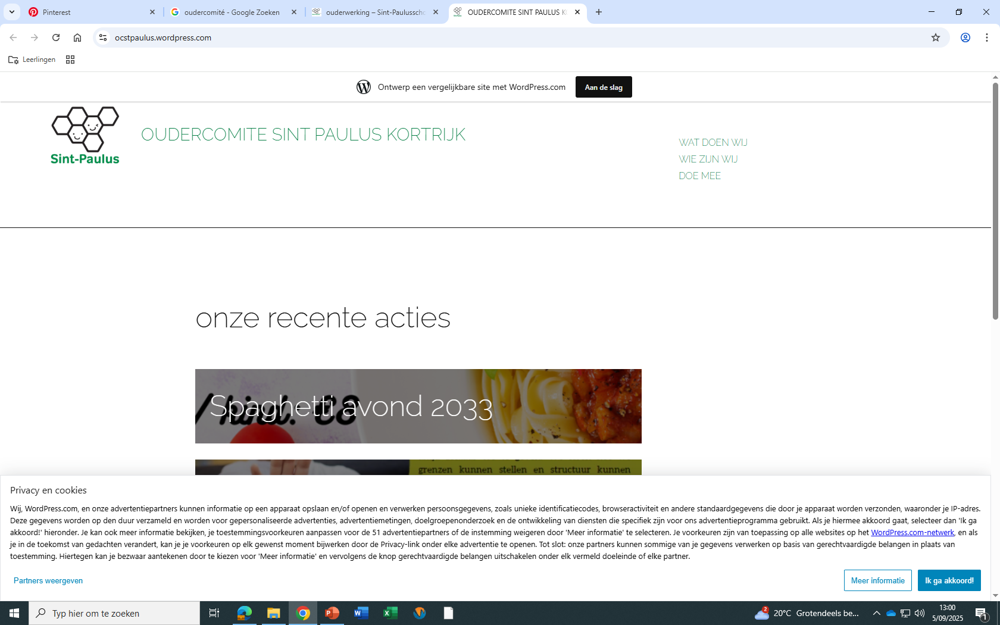 Pinterest
oudercomité - Google Zoeken
ouderwerking – Sint-Paulusscho
OUDERCOMITE SINT PAULUS KO
ocstpaulus.wordpress.com
Leerlingen
Ontwerp een vergelijkbare site met WordPress.com
Aan de slag
Sint-Paulus
OUDERCOMITE SINT PAULUS KORTRIJK
WAT DOEN WIJ
WIE ZIJN WIJ
DOE MEE
onze recente acties
Spaghetti avond 2033
/kind: €8
grenzen kunnen stellen en structuur kunnen
Privacy en cookies
Wij, WordPress.com, en onze advertentiepartners kunnen informatie op een apparaat opslaan en/of openen en verwerken persoonsgegevens, zoals unieke identificatiecodes, browseractiviteit en andere standaardgegevens die door je apparaat worden verzonden, waaronder je IP-adres.
Deze gegevens worden op den duur verzameld en worden voor gepersonaliseerde advertenties, advertentiemetingen, doelgroepenonderzoek en de ontwikkeling van diensten die specifiek zijn voor ons advertentieprogramma gebruikt. Als je hiermee akkoord gaat, selecteer dan 'Ik ga
akkoord!' hieronder. Je kan ook meer informatie bekijken, je toestemmingsvoorkeuren aanpassen voor de 51 advertentiepartners of de instemming weigeren door 'Meer informatie' te selecteren. Je voorkeuren zijn van toepassing op alle websites op het WordPress.com-netwerk, en als
je in de toekomst van gedachten verandert, kan je je voorkeuren op elk gewenst moment bijwerken door de Privacy-link onder elke advertentie te openen. Tot slot: onze partners kunnen sommige van je gegevens verwerken op basis van gerechtvaardigde belangen in plaats van
toestemming. Hiertegen kan je bezwaar aantekenen door te kiezen voor 'Meer informatie' en vervolgens de knop gerechtvaardigde belangen uitschakelen onder elk vermeld doeleinde of elke partner.
Partners weergeven
Meer informatie
Ik ga akkoord!
Typ hier om te zoeken
2
20°C Grotendeels be...
13:00
5/09/2025
1